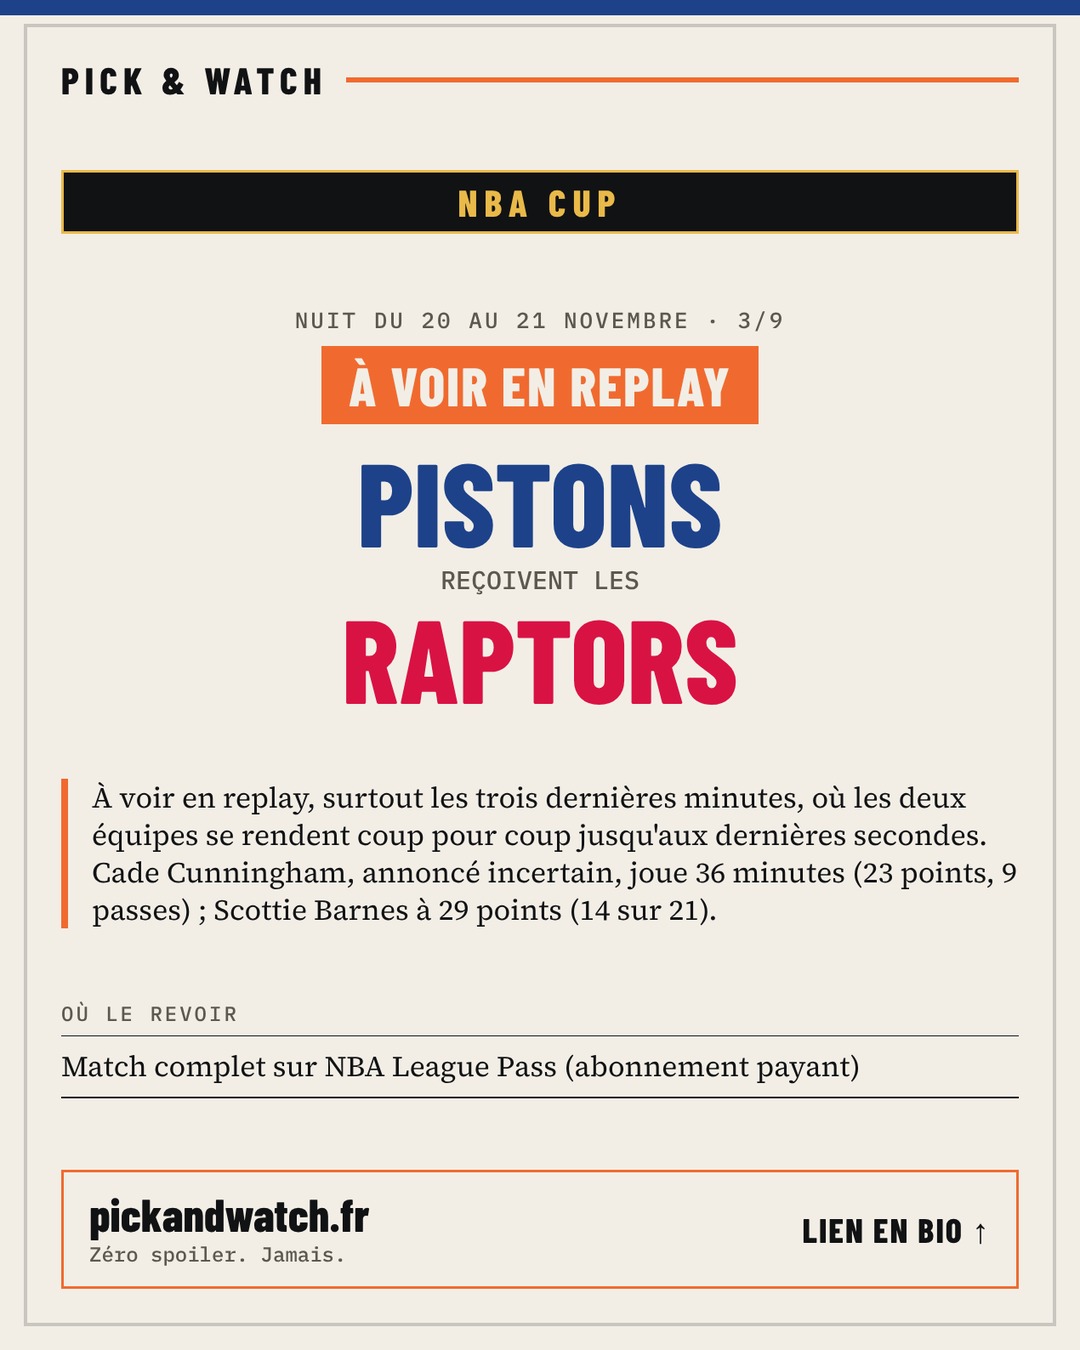 PICK & WATCH
NBA CUP
NUIT DU 20 AU 21 NOVEMBRE · 3/9
À VOIR EN REPLAY
PISTONS
REÇOIVENT LES
RAPTORS
À voir en replay, surtout les trois dernières minutes, où les deux
équipes se rendent coup pour coup jusqu'aux dernières secondes.
Cade Cunningham, annoncé incertain, joue 36 minutes (23 points, 9
passes) ; Scottie Barnes à 29 points (14 sur 21).
OÙ LE REVOIR
Match complet sur NBA League Pass (abonnement payant)
pickandwatch.fr
Zéro spoiler. Jamais.
LIEN EN BIO ↑